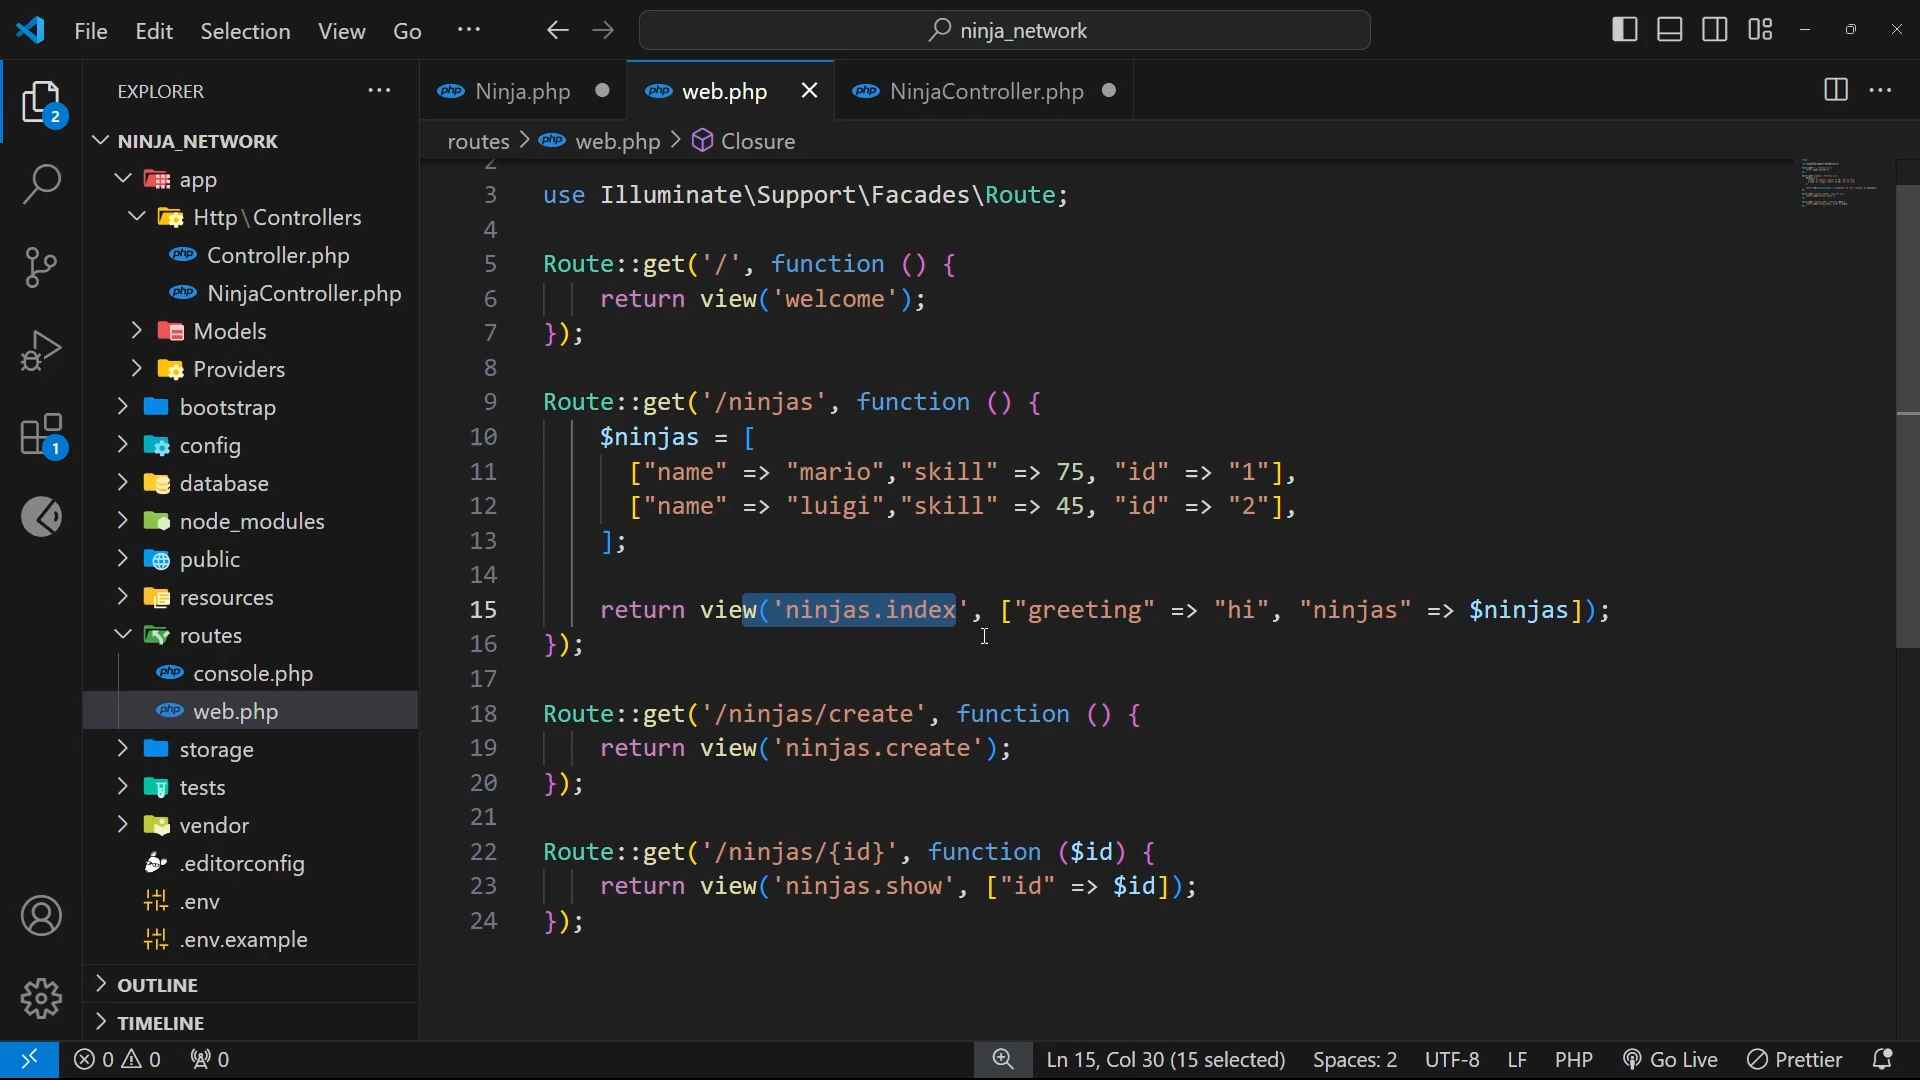 File Edit Selection View Go ··· ninja_network
EXPLORER
Ninja.php web.php NinjaController.php
NINJA_NETWORK
routes > web.php > Closure
app
Http\Controllers
Controller.php
NinjaController.php
Models
Providers
bootstrap
config
database
node_modules
public
resources
routes
console.php
web.php
storage
tests
vendor
.editorconfig
.env
.env.example
OUTLINE
TIMELINE
2
1
2
3 use Illuminate\Support\Facades\Route;
4
5 Route::get('/', function () {
6 return view('welcome');
7 });
8
9 Route::get('/ninjas', function () {
10 $ninjas = [
11 ["name" => "mario","skill" => 75, "id" => "1"],
12 ["name" => "luigi","skill" => 45, "id" => "2"],
13 ];
14
15 return view('ninjas.index', ["greeting" => "hi", "ninjas" => $ninjas]);
16 });
17
18 Route::get('/ninjas/create', function () {
19 return view('ninjas.create');
20 });
21
22 Route::get('/ninjas/{id}', function ($id) {
23 return view('ninjas.show', ["id" => $id]);
24 });
0 0 0 Ln 15, Col 30 (15 selected) Spaces: 2 UTF-8 LF PHP Go Live Prettier